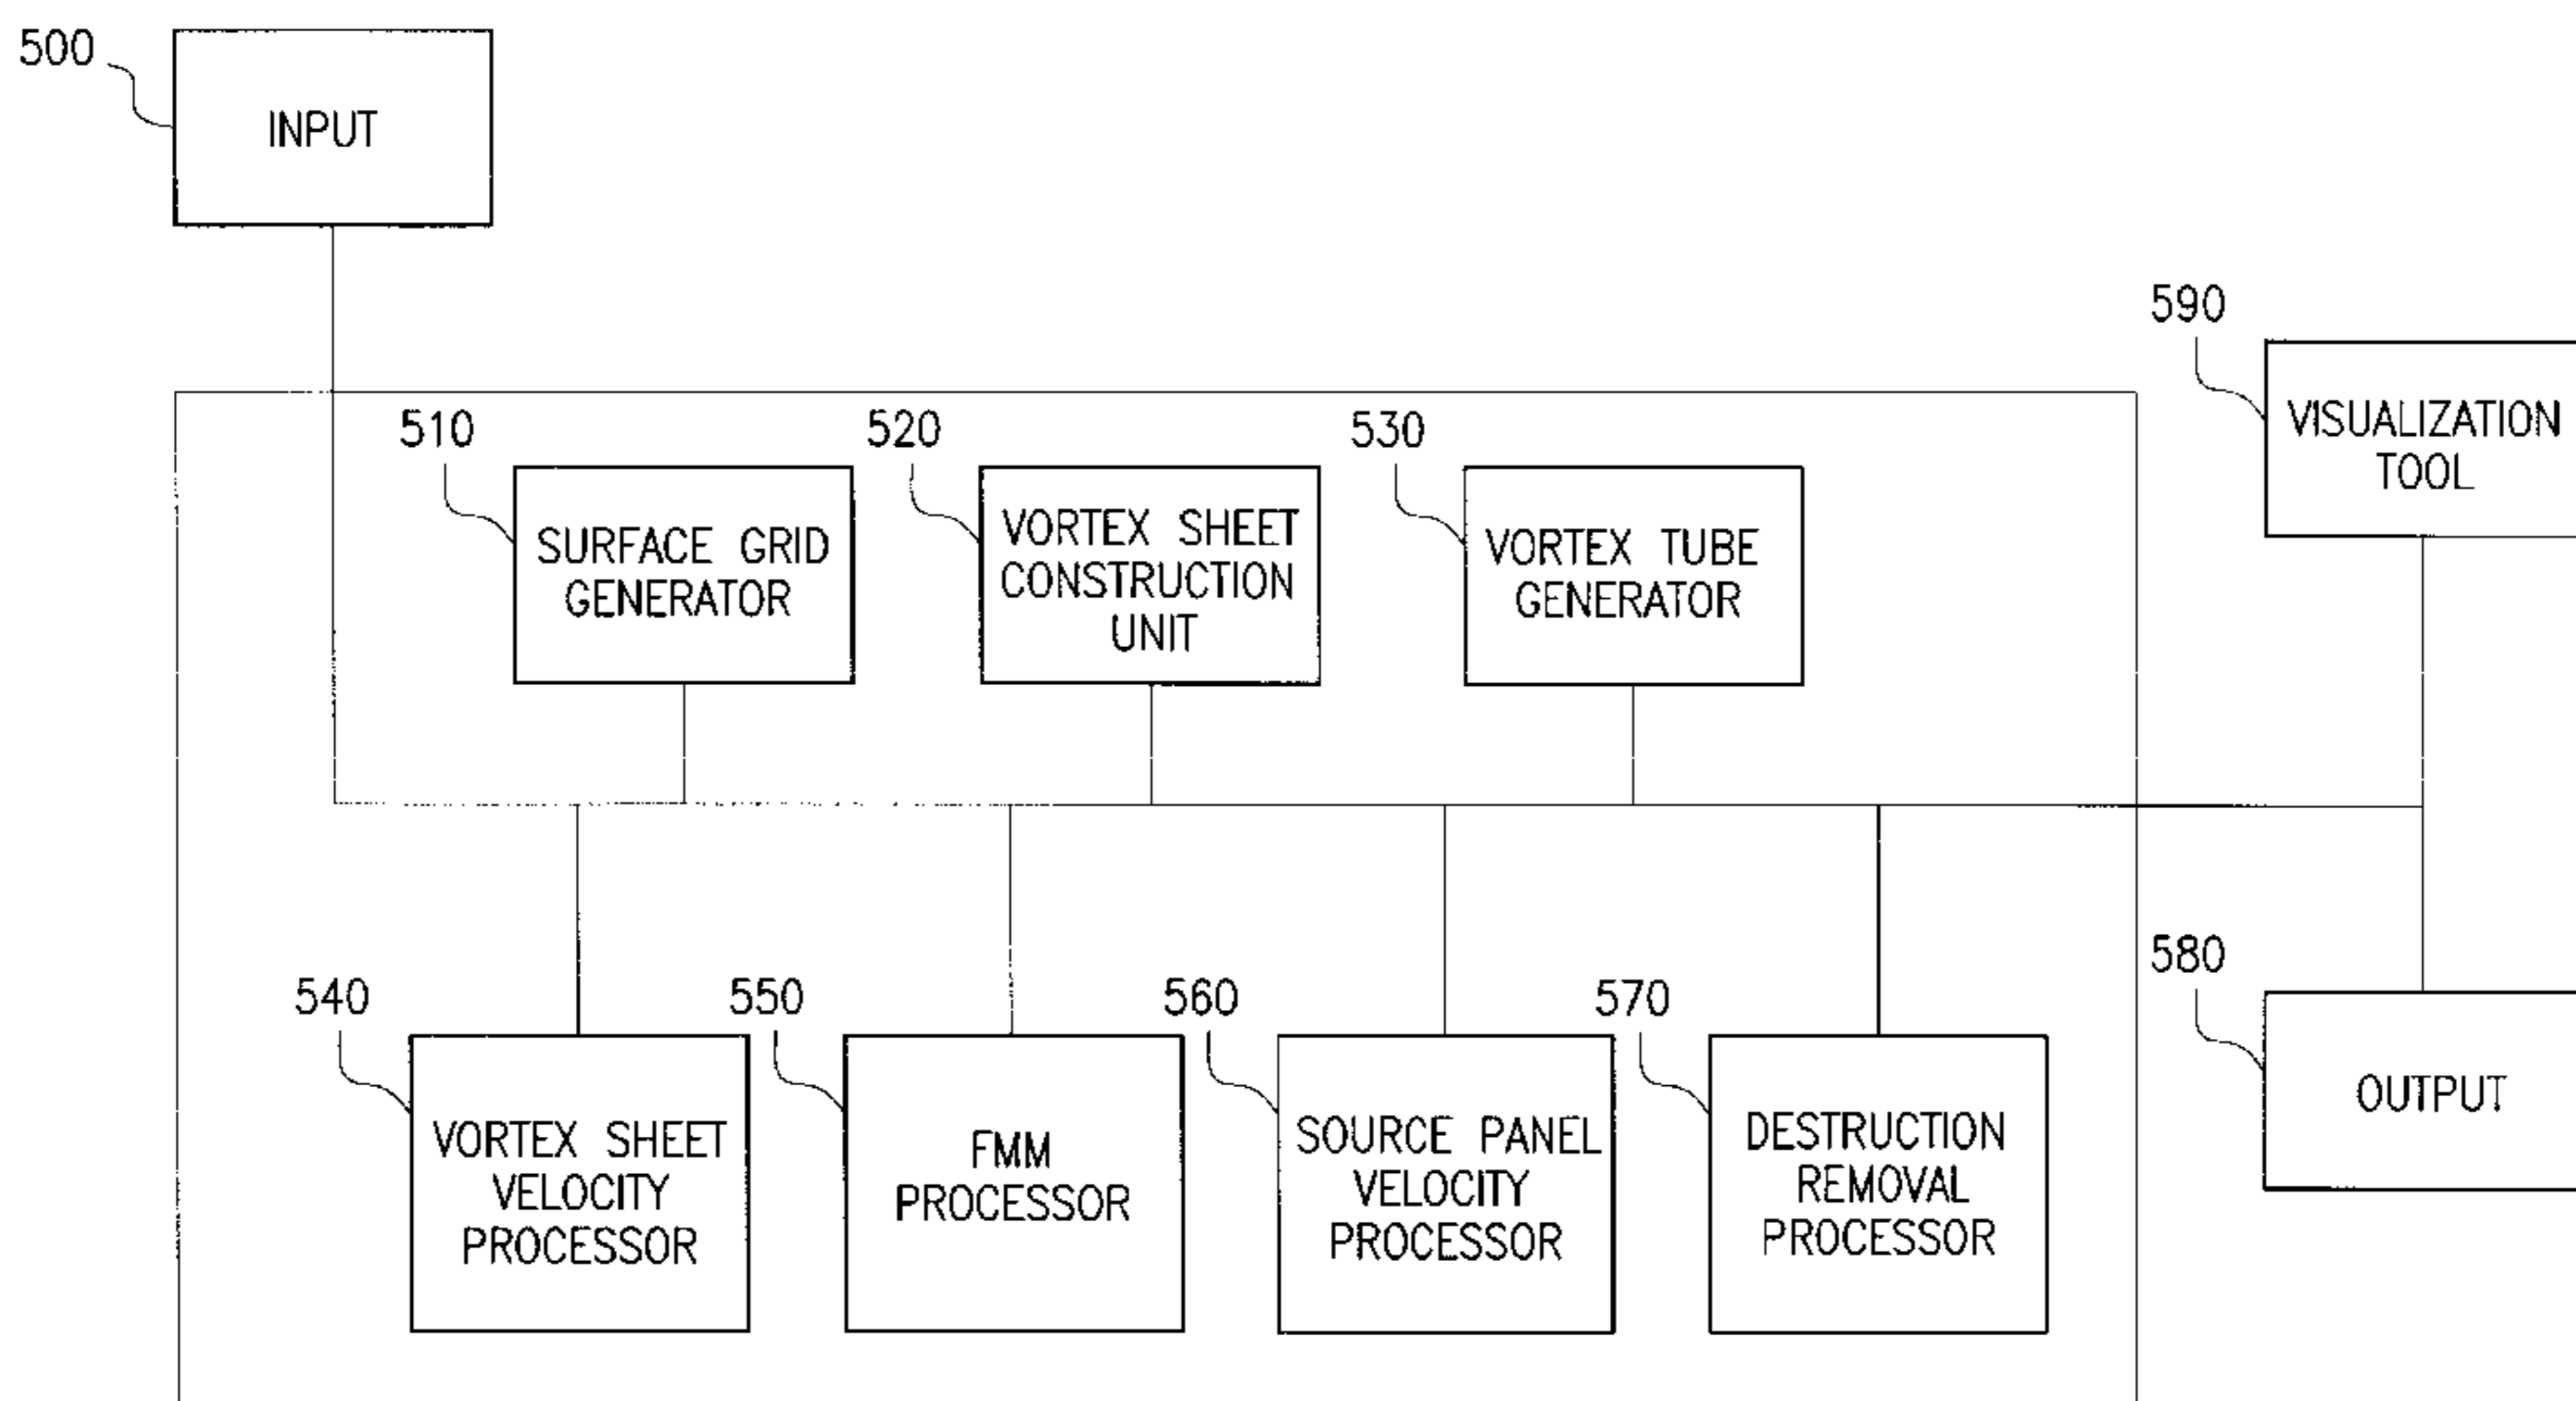 500
INPUT
590
VISUALIZATION
TOOL
510
SURFACE GRID
GENERATOR
520
VORTEX SHEET
CONSTRUCTION
UNIT
530
VORTEX TUBE
GENERATOR
540
VORTEX SHEET
VELOCITY
PROCESSOR
550
FMM
PROCESSOR
560
SOURCE PANEL
VELOCITY
PROCESSOR
570
DESTRUCTION
REMOVAL
PROCESSOR
580
OUTPUT